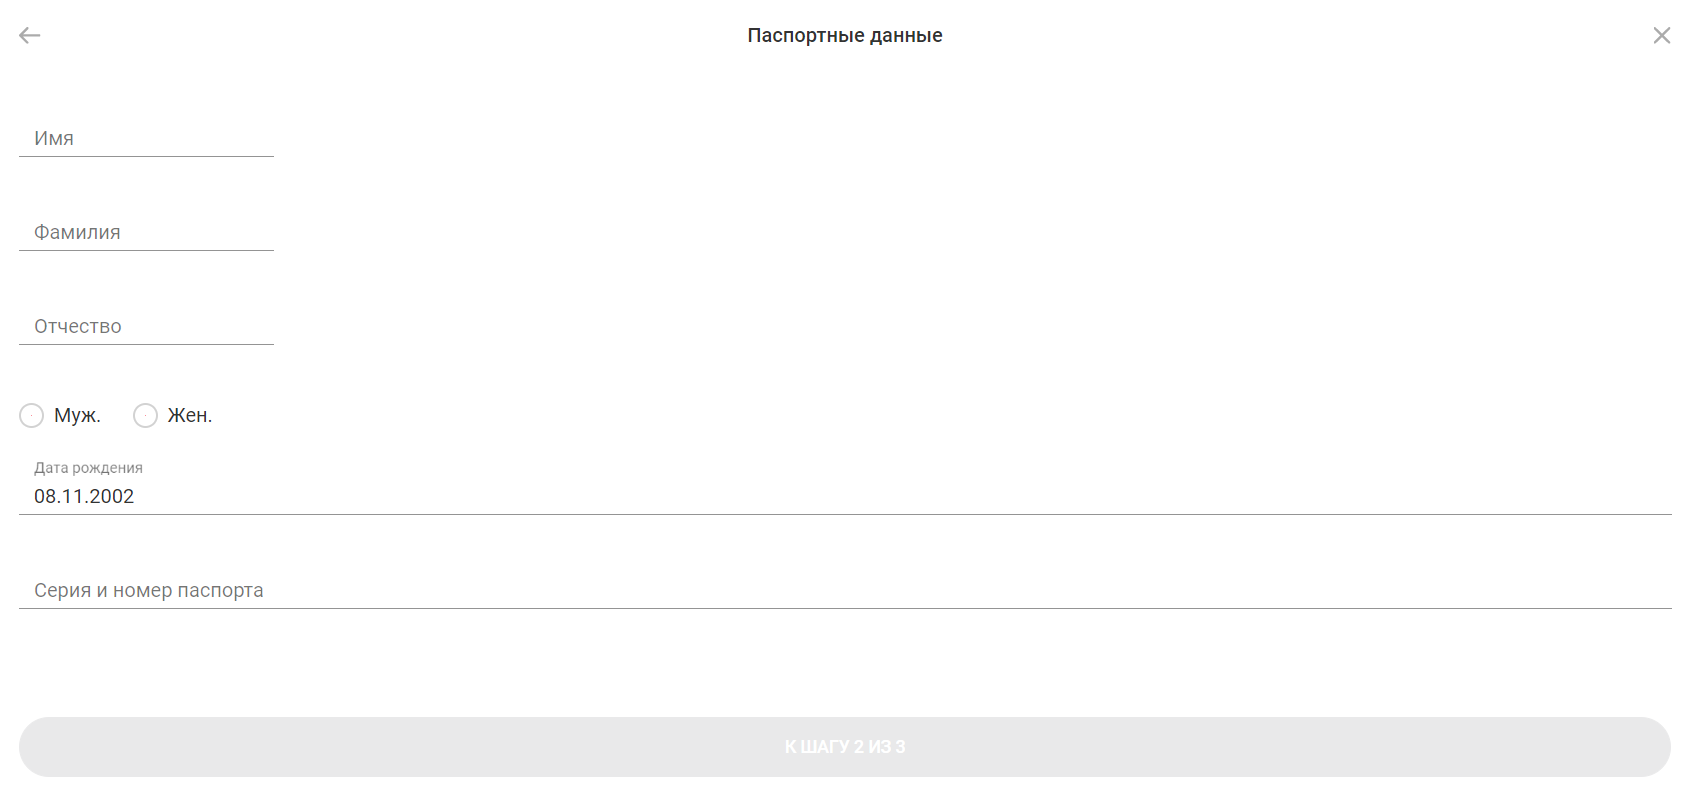 Паспортные данные
Имя
Фамилия
Отчество
Муж. Жен.
Дата рождения
08.11.2002
Серия и номер паспорта
К ШАГУ 2 ИЗ 3